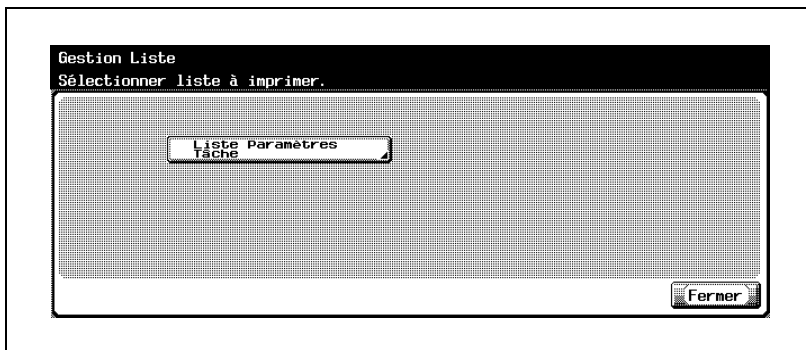 Gestion Liste
Sélectionner liste à imprimer.
Liste Paramètres
Tâche
Fermer